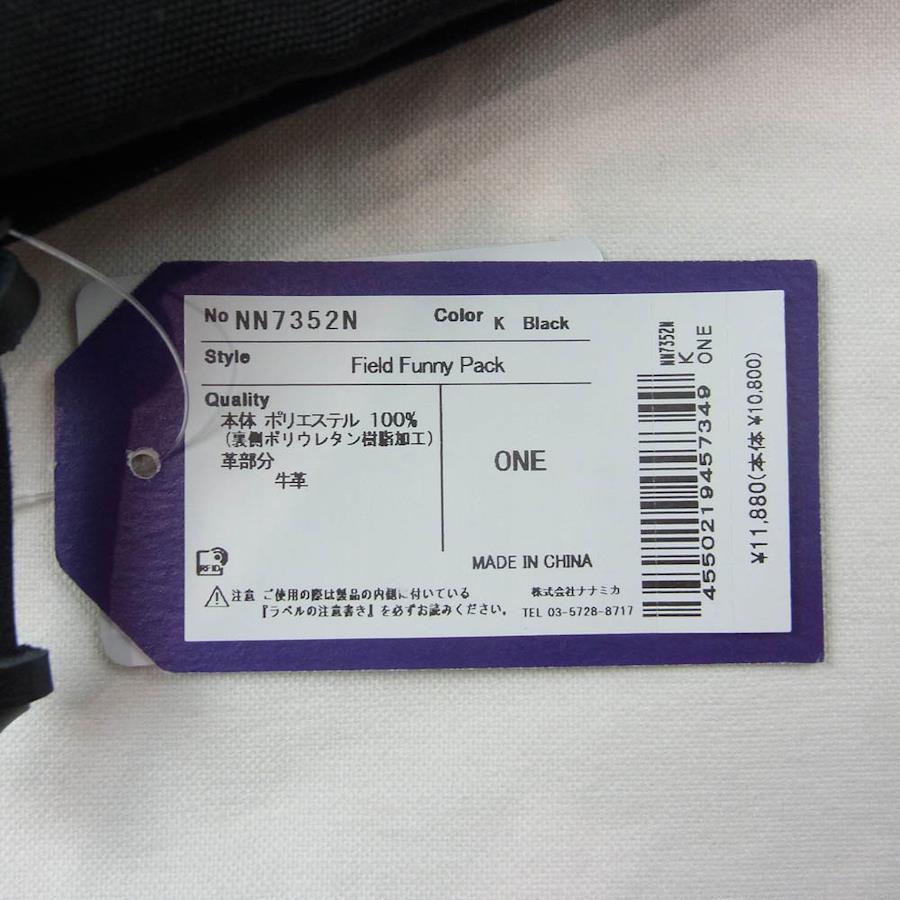 No NN7352N Color K Black
Style Field Funny Pack
Quality
本体 ポリエステル 100%
(裏側ポリウレタン樹脂加工)
革部分
牛革
ONE
MADE IN CHINA
RFID
注意 ご使用の際は製品の内側に付いている
『ラベルの注意書き』を必ずお読みください。
株式会社ナナミカ
TEL 03-5728-8717
NN7352N
K
ONE
4550219457349
¥11,880(本体 ¥10,800)